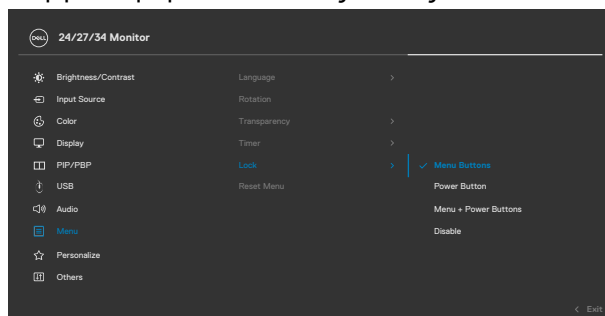 DELL
24/27/34 Monitor
Brightness/Contrast
Input Source
Color
Display
PIP/PBP
USB
Audio
Menu
Personalize
Others
Language
Rotation
Transparency
Timer
Lock
Reset Menu
Menu Buttons
Power Button
Menu + Power Buttons
Disable
Exit